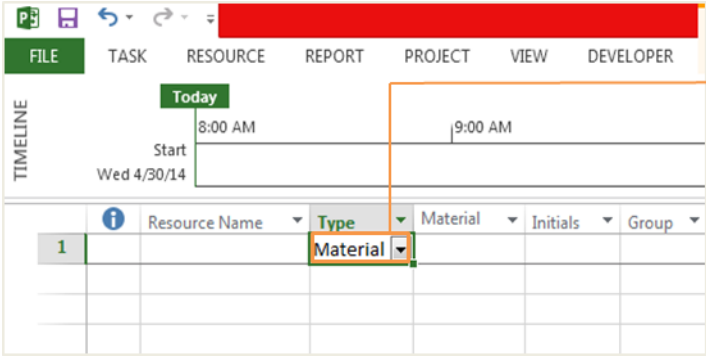 P
FILE TASK RESOURCE REPORT PROJECT VIEW DEVELOPER
TIMELINE
Today
8:00 AM 9:00 AM
Start
Wed 4/30/14
i Resource Name Type Material Initials Group
1 Material